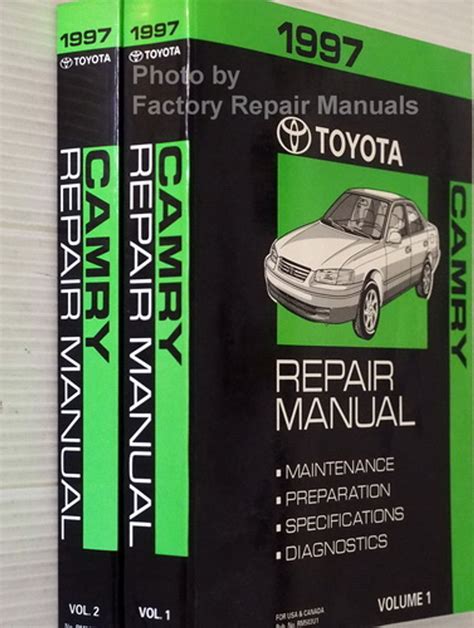 1997
TOYOTA
CAMRY
REPAIR MANUAL
VOL. 2
1997
TOYOTA
CAMRY
REPAIR MANUAL
VOL. 1
Photo by
Factory Repair Manuals
1997
TOYOTA
CAMRY
REPAIR
MANUAL
MAINTENANCE
PREPARATION
SPECIFICATIONS
DIAGNOSTICS
VOLUME 1
FOR USA & CANADA